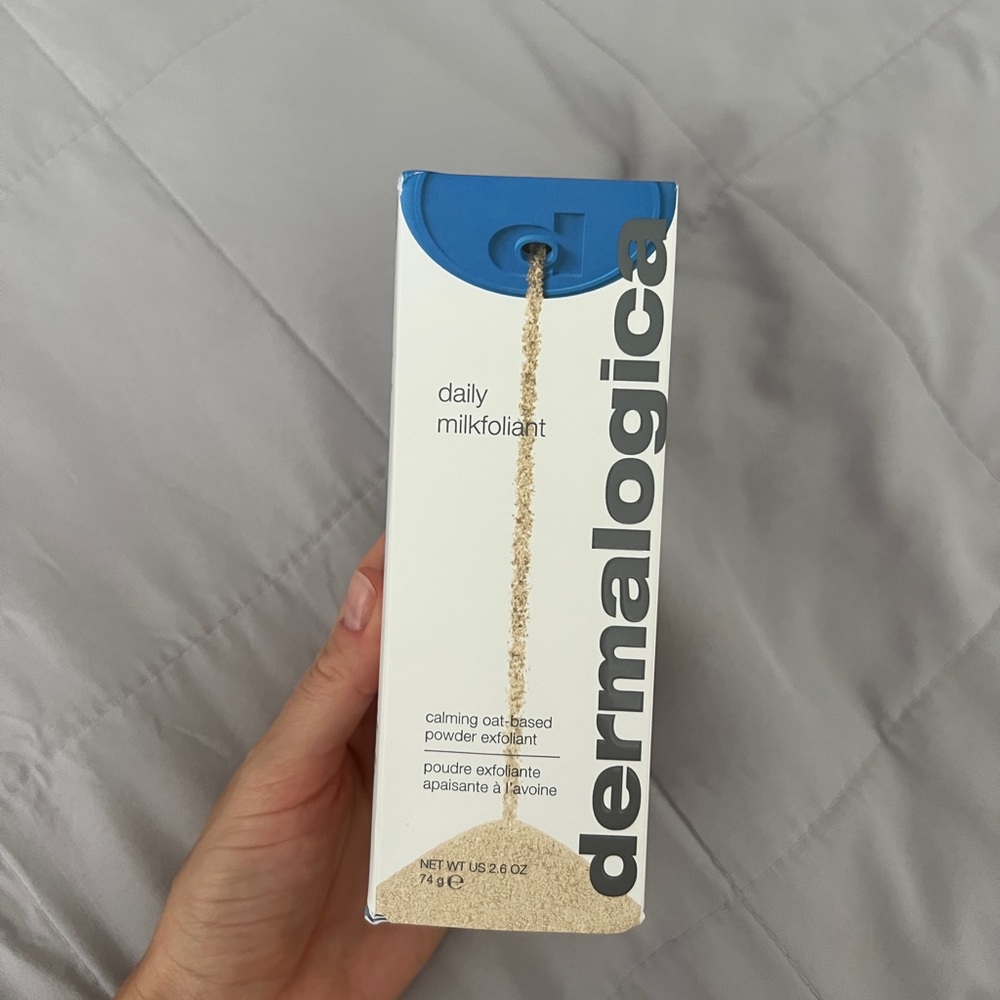 d
daily
milkfoliant
calming oat-based
powder exfoliant
poudre exfoliante
apaisante à l'avoine
NET WT US 2.6 OZ
74 g ℮
dermalogica